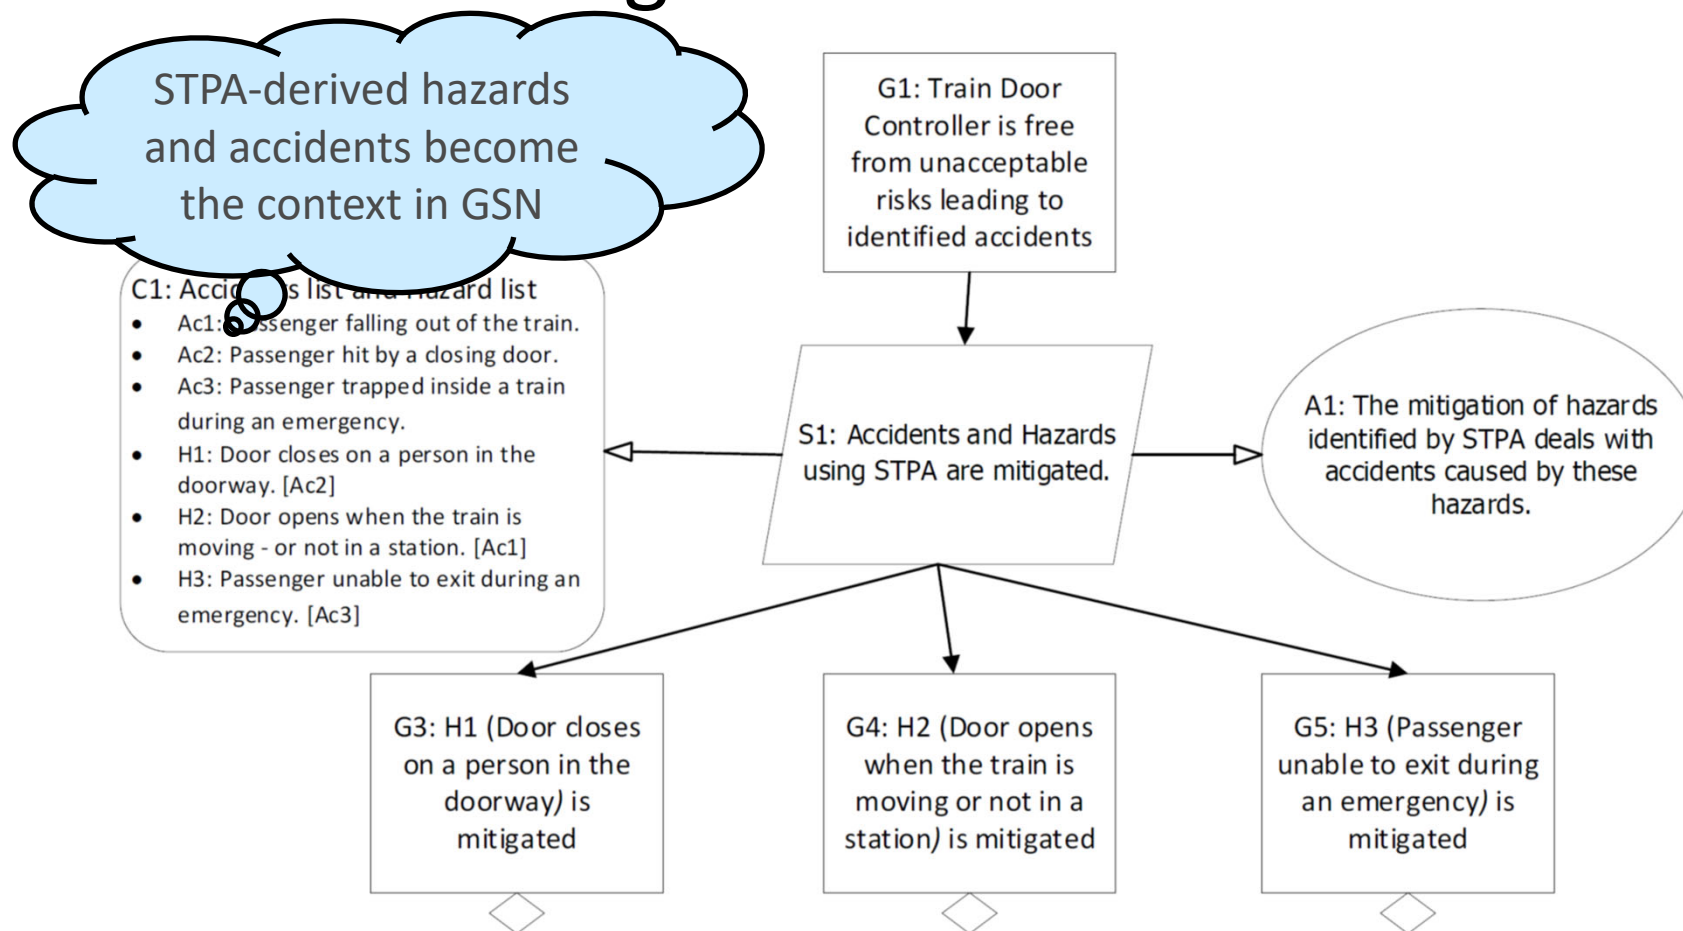 STPA-derived hazards
and accidents become
the context in GSN
G1: Train Door
Controller is free
from unacceptable
risks leading to
identified accidents
C1: list hazard list
• Ac1: falling out of the train.
• Ac2: Passenger hit by a closing door.
• Ac3: Passenger trapped inside a train
during an emergency.
• H1: Door closes on a person in the
doorway. [Ac2]
• H2: Door opens when the train is
moving - or not in a station. [Ac1]
• H3: Passenger unable to exit during an
emergency. [Ac3]
S1: Accidents and Hazards
using STPA are mitigated.
A1: The mitigation of hazards
identified by STPA deals with
accidents caused by these
hazards.
G3: H1 (Door closes
on a person in the
doorway) is
mitigated
G4: H2 (Door opens
when the train is
moving or not in a
station) is mitigated
G5: H3 (Passenger
unable to exit during
an emergency) is
mitigated